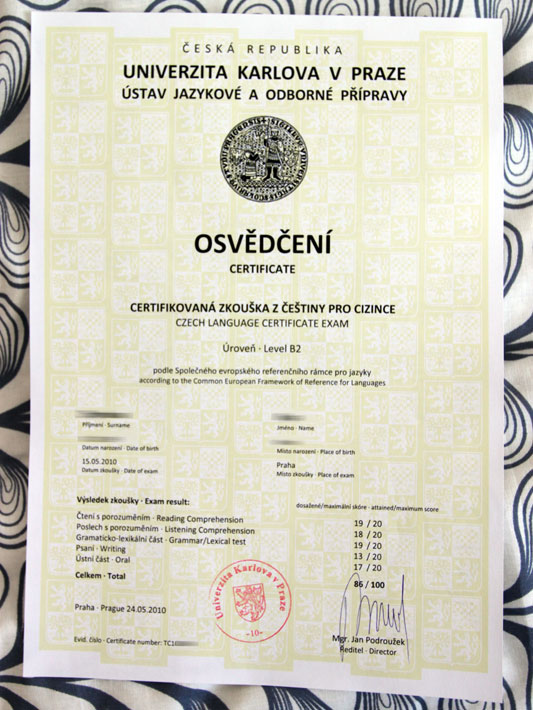 ČESKÁ REPUBLIKA
UNIVERZITA KARLOVA V PRAZE
ÚSTAV JAZYKOVÉ A ODBORNÉ PŘÍPRAVY
OSVĚDČENÍ
CERTIFICATE
CERTIFIKOVANÁ ZKOUŠKA Z ČEŠTINY PRO CIZINCE
CZECH LANGUAGE CERTIFICATE EXAM
Úroveň · Level B2
podle Společného evropského referenčního rámce pro jazyky
according to the Common European Framework of Reference for Languages
Příjmení · Surname
Jméno · Name
Datum narození · Date of birth
Místo narození · Place of birth
15.05.2010
Praha
Datum zkoušky · Date of exam
Místo zkoušky · Place of exam
Výsledek zkoušky · Exam result:
dosažené/maximální skóre · attained/maximum score
Čtení s porozuměním · Reading Comprehension 19 / 20
Poslech s porozuměním · Listening Comprehension 18 / 20
Gramaticko-lexikální část · Grammar/Lexical test 19 / 20
Psaní · Writing 13 / 20
Ústní část · Oral 17 / 20
Celkem · Total 86 / 100
Univerzita Karlova v Praze
-10-
Praha · Prague 24.05.2010
Mgr. Jan Podroužek
Ředitel · Director
Evid. číslo · Certificate number: TC1